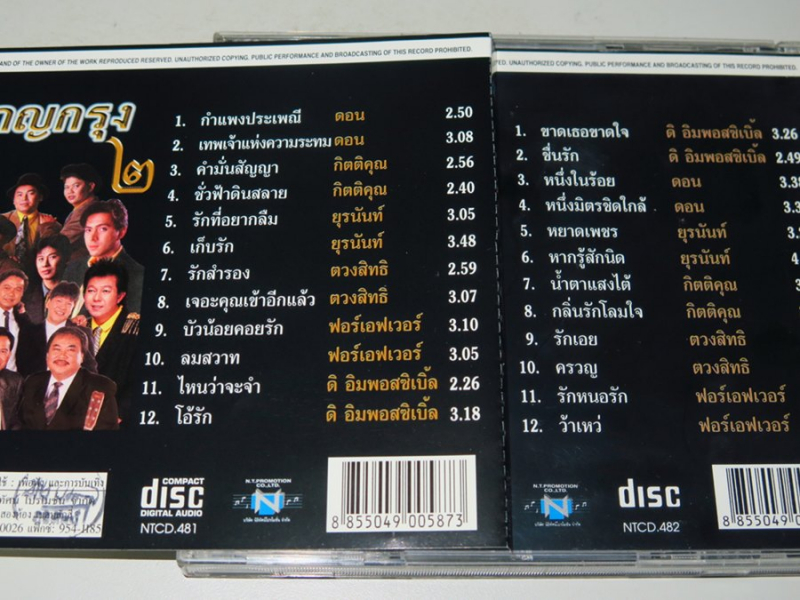 AND OF THE OWNER OF THE WORK REPRODUCED RESERVED. UNAUTHORIZED COPYING, PUBLIC PERFORMANCE AND BROADCASTING OF THIS RECORD PROHIBITED.
กรุง
๒
1. กำแพงประเพณี ดอน 2.50
2. เทพเจ้าแห่งความระทม ดอน 3.08
3. คำมั่นสัญญา กิตติคุณ 2.56
4. ชั่วฟ้าดินสลาย กิตติคุณ 2.40
5. รักที่อยากลืม ยุรนันท์ 3.05
6. เก็บรัก ยุรนันท์ 3.48
7. รักสำรอง ตวงสิทธิ์ 2.59
8. เจอะคุณเข้าอีกแล้ว ตวงสิทธิ์ 3.07
9. บัวน้อยคอยรัก ฟอร์เอฟเวอร์ 3.10
10. ลมสวาท ฟอร์เอฟเวอร์ 3.05
11. ไหนว่าจะจำ ดิ อิมพอสซิเบิ้ล 2.26
12. โอ้รัก ดิ อิมพอสซิเบิ้ล 3.18
COMPACT
disc
DIGITAL AUDIO
NTCD.481
N.T.PROMOTION
CO.,LTD.
N
8 855049 005873
0026 แฟกซ์: 954-1185
UNAUTHORIZED COPYING, PUBLIC PERFORMANCE AND BROADCASTING OF THIS RECORD PROHIBITED.
1. ขาดเธอขาดใจ ดิ อิมพอสซิเบิ้ล 3.26
2. ชื่นรัก ดิ อิมพอสซิเบิ้ล 2.49
3. หนึ่งในร้อย ดอน
4. หนึ่งมิตรชิดใกล้ ดอน
5. หยาดเพชร ยุรนันท์
6. หากรู้สักนิด ยุรนันท์
7. น้ำตาแสงไต้ กิตติคุณ
8. กลิ่นรักโลมใจ กิตติคุณ
9. รักเอย ตวงสิทธิ์
10. ครวญ ตวงสิทธิ์
11. รักหนอรัก ฟอร์เอฟเวอร์
12. ว้าเหว่ ฟอร์เอฟเวอร์
N.T.PROMOTION
CO.,LTD.
N
disc
NTCD.482
8 855049